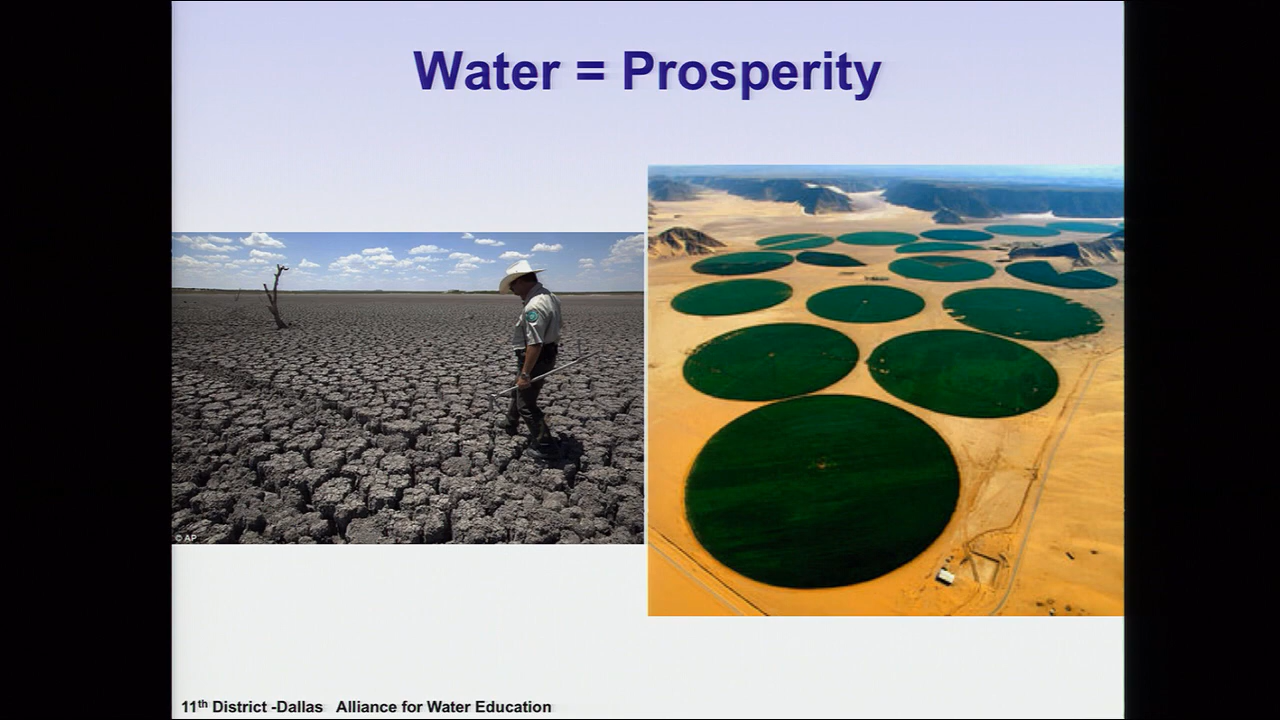 Water = Prosperity
© AP
11th District -Dallas   Alliance for Water Education